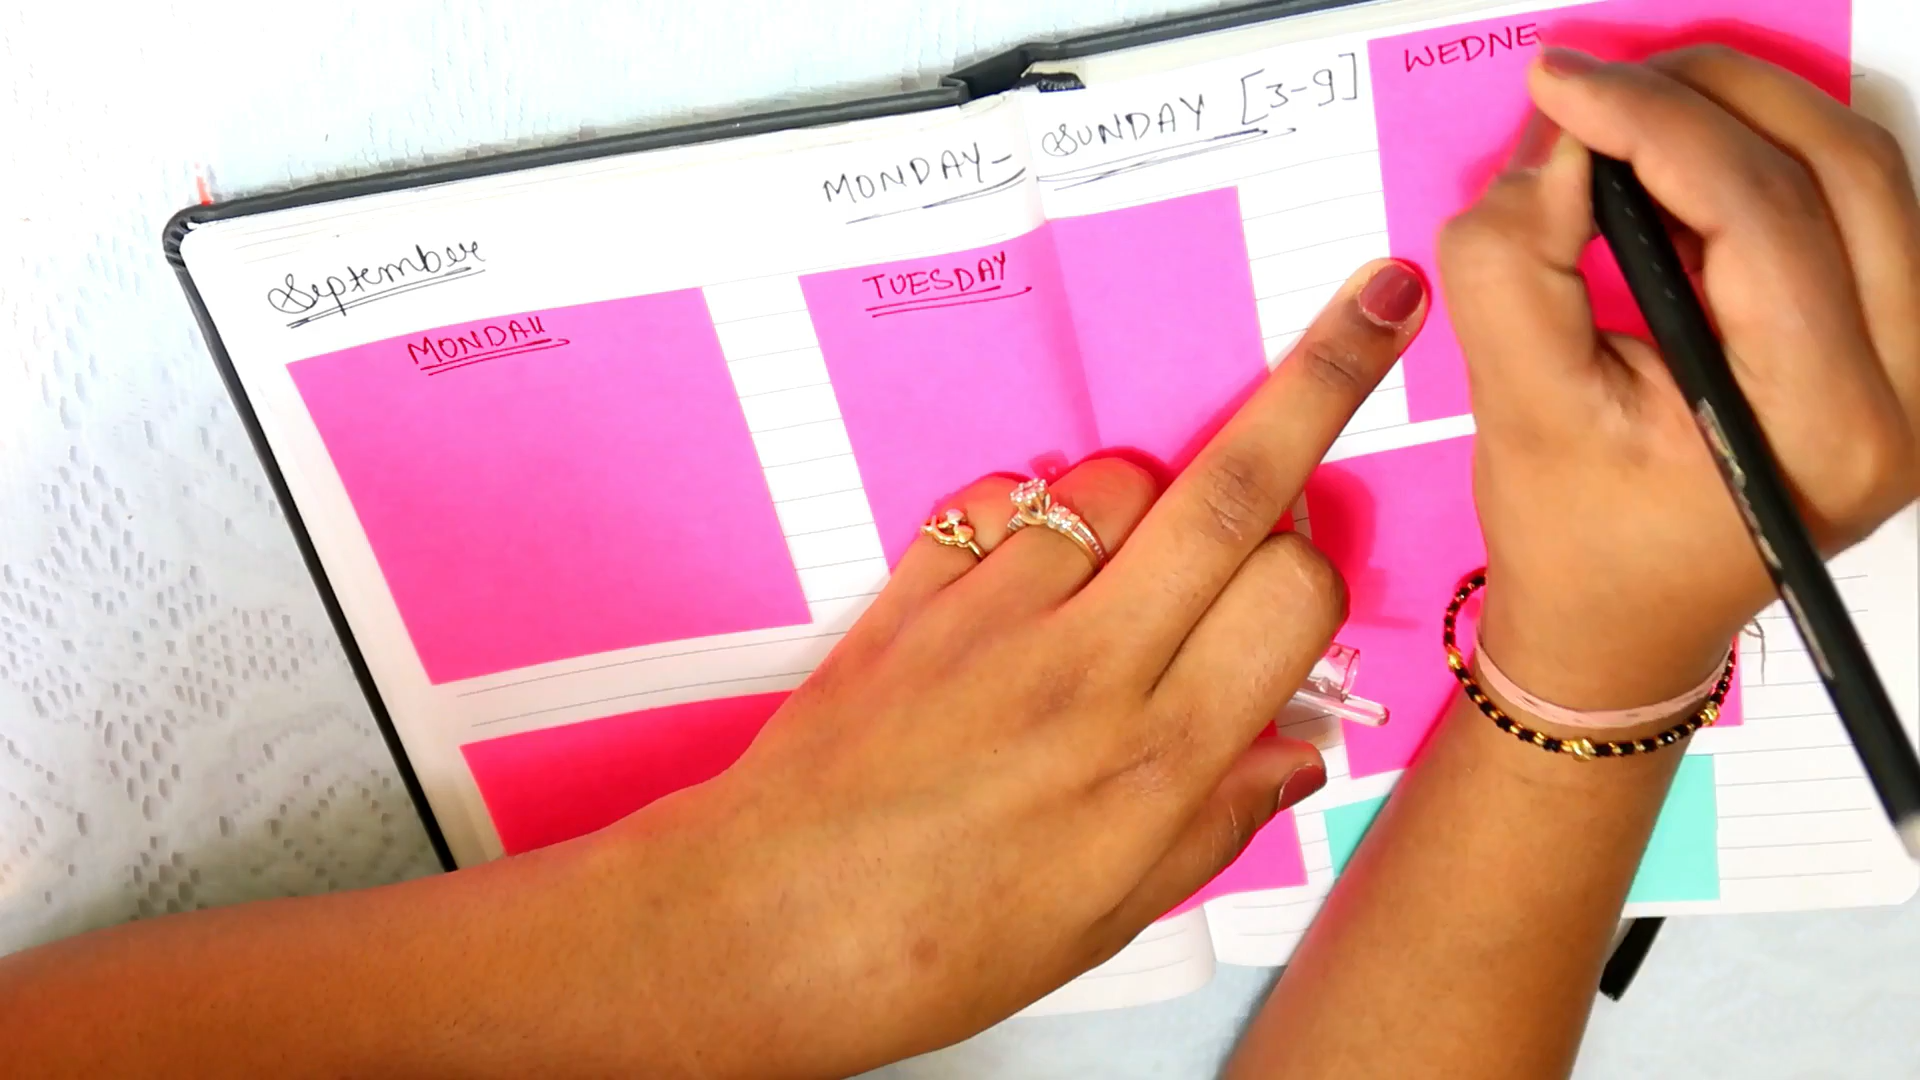 September
MONDAY - SUNDAY [3-9]
MONDAY
TUESDAY
WEDNE